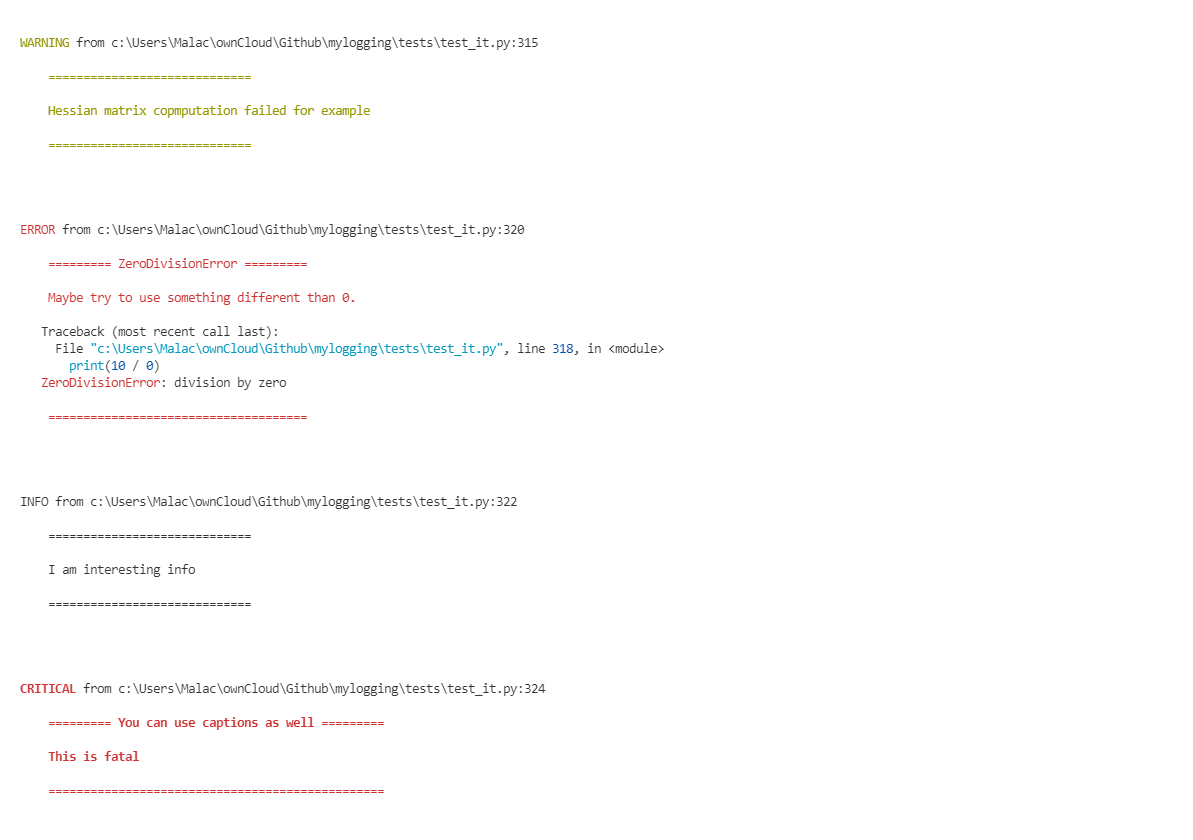 WARNING from c:\Users\Malac\ownCloud\Github\mylogging\tests\test_it.py:315
=============================
Hessian matrix copmputation failed for example
=============================
ERROR from c:\Users\Malac\ownCloud\Github\mylogging\tests\test_it.py:320
========= ZeroDivisionError =========
Maybe try to use something different than 0.
Traceback (most recent call last):
File "c:\Users\Malac\ownCloud\Github\mylogging\tests\test_it.py", line 318, in <module>
print(10 / 0)
ZeroDivisionError: division by zero
=====================================
INFO from c:\Users\Malac\ownCloud\Github\mylogging\tests\test_it.py:322
=============================
I am interesting info
=============================
CRITICAL from c:\Users\Malac\ownCloud\Github\mylogging\tests\test_it.py:324
========= You can use captions as well =========
This is fatal
================================================